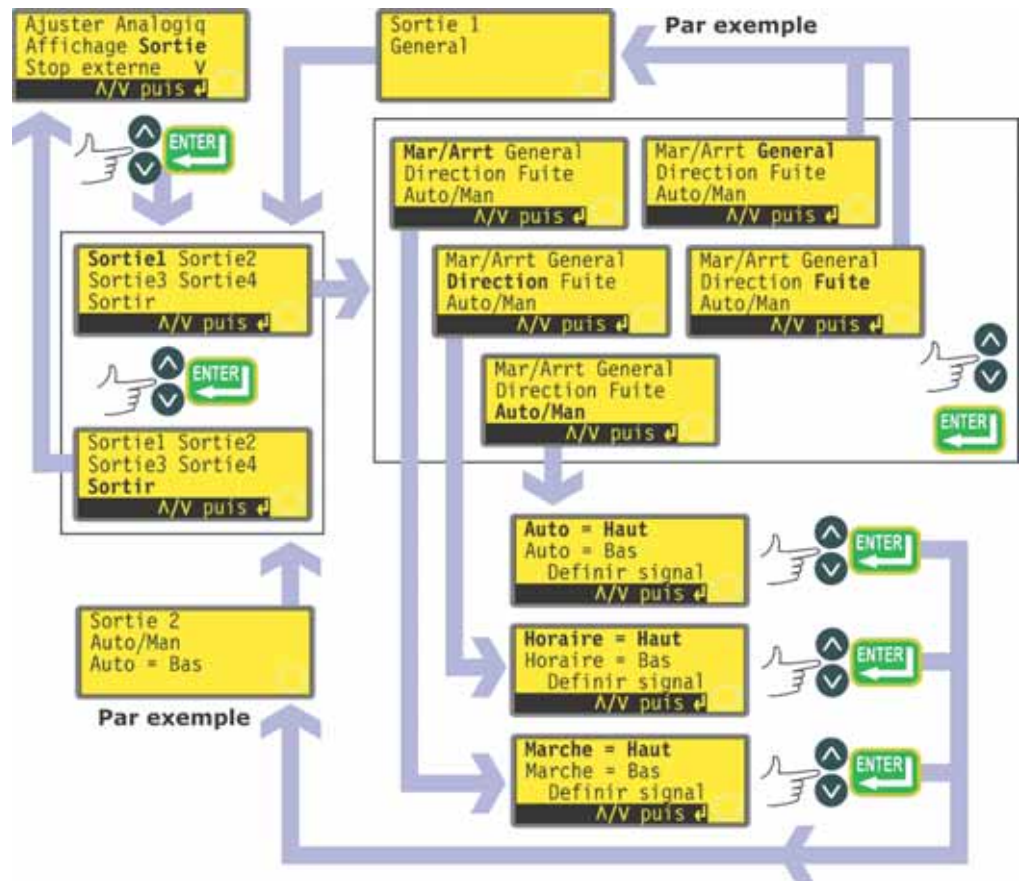 Ajuster Analogiq
Affichage Sortie
Stop externe V
Λ/V puis ↲
ENTER
Sortie 1
General
Par exemple
Mar/Arrt General
Direction Fuite
Auto/Man
Λ/V puis ↲
Mar/Arrt General
Direction Fuite
Auto/Man
Λ/V puis ↲
Mar/Arrt General
Direction Fuite
Auto/Man
Λ/V puis ↲
Mar/Arrt General
Direction Fuite
Auto/Man
Λ/V puis ↲
Mar/Arrt General
Direction Fuite
Auto/Man
Λ/V puis ↲
ENTER
Sortie1 Sortie2
Sortie3 Sortie4
Sortir
Λ/V puis ↲
ENTER
Sortie1 Sortie2
Sortie3 Sortie4
Sortir
Λ/V puis ↲
Sortie 2
Auto/Man
Auto = Bas
Par exemple
Auto = Haut
Auto = Bas
Definir signal
Λ/V puis ↲
ENTER
Horaire = Haut
Horaire = Bas
Definir signal
Λ/V puis ↲
ENTER
Marche = Haut
Marche = Bas
Definir signal
Λ/V puis ↲
ENTER